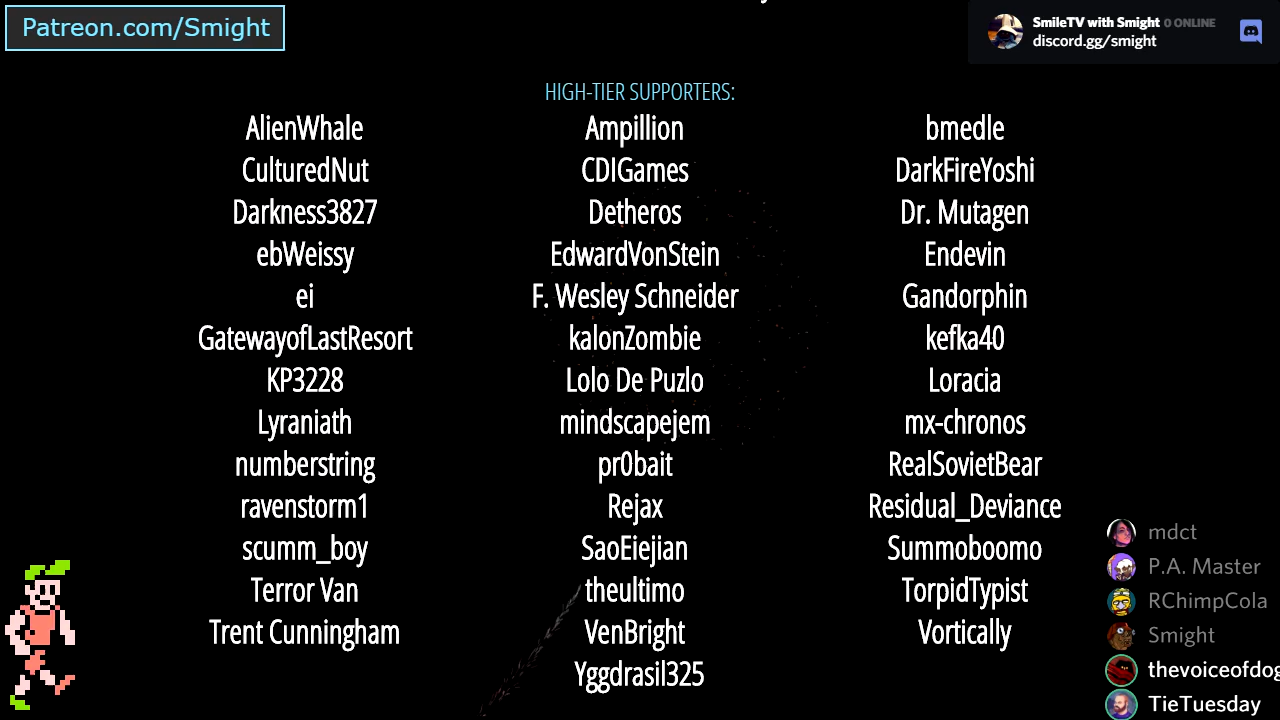 Patreon.com/Smight
SmileTV with Smight 0 ONLINE
discord.gg/smight
HIGH-TIER SUPPORTERS:
AlienWhale Ampillion bmedle
CulturedNut CDIGames DarkFireYoshi
Darkness3827 Detheros Dr. Mutagen
ebWeissy EdwardVonStein Endevin
ei F. Wesley Schneider Gandorphin
GatewayofLastResort kalonZombie kefka40
KP3228 Lolo De Puzlo Loracia
Lyraniath mindscapejem mx-chronos
numberstring pr0bait RealSovietBear
ravenstorm1 Rejax Residual_Deviance
scumm_boy SaoEiejian Summoboomo
Terror Van theultimo TorpidTypist
Trent Cunningham VenBright Vortically
Yggdrasil325
mdct
P.A. Master
RChimpCola
Smight
thevoiceofdog
TieTuesday